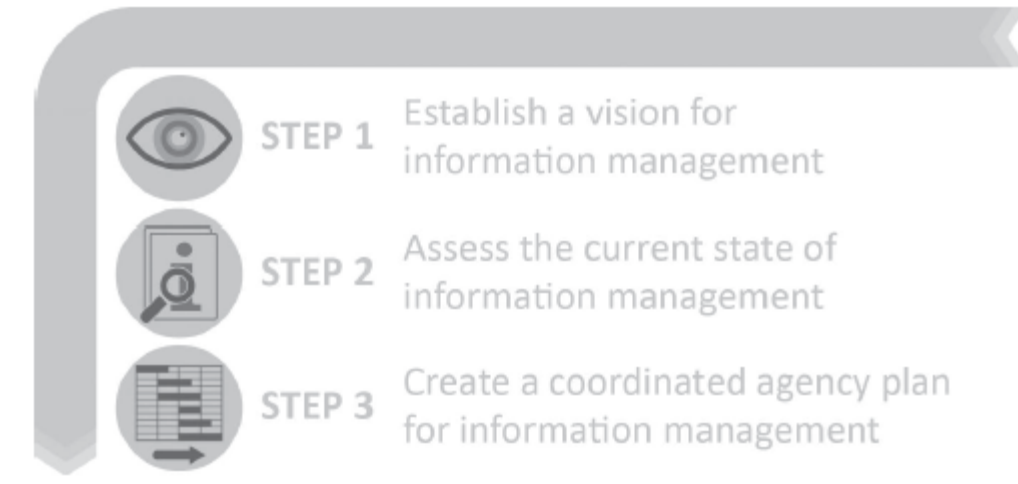 STEP 1
Establish a vision for
information management
STEP 2
Assess the current state of
information management
STEP 3
Create a coordinated agency plan
for information management